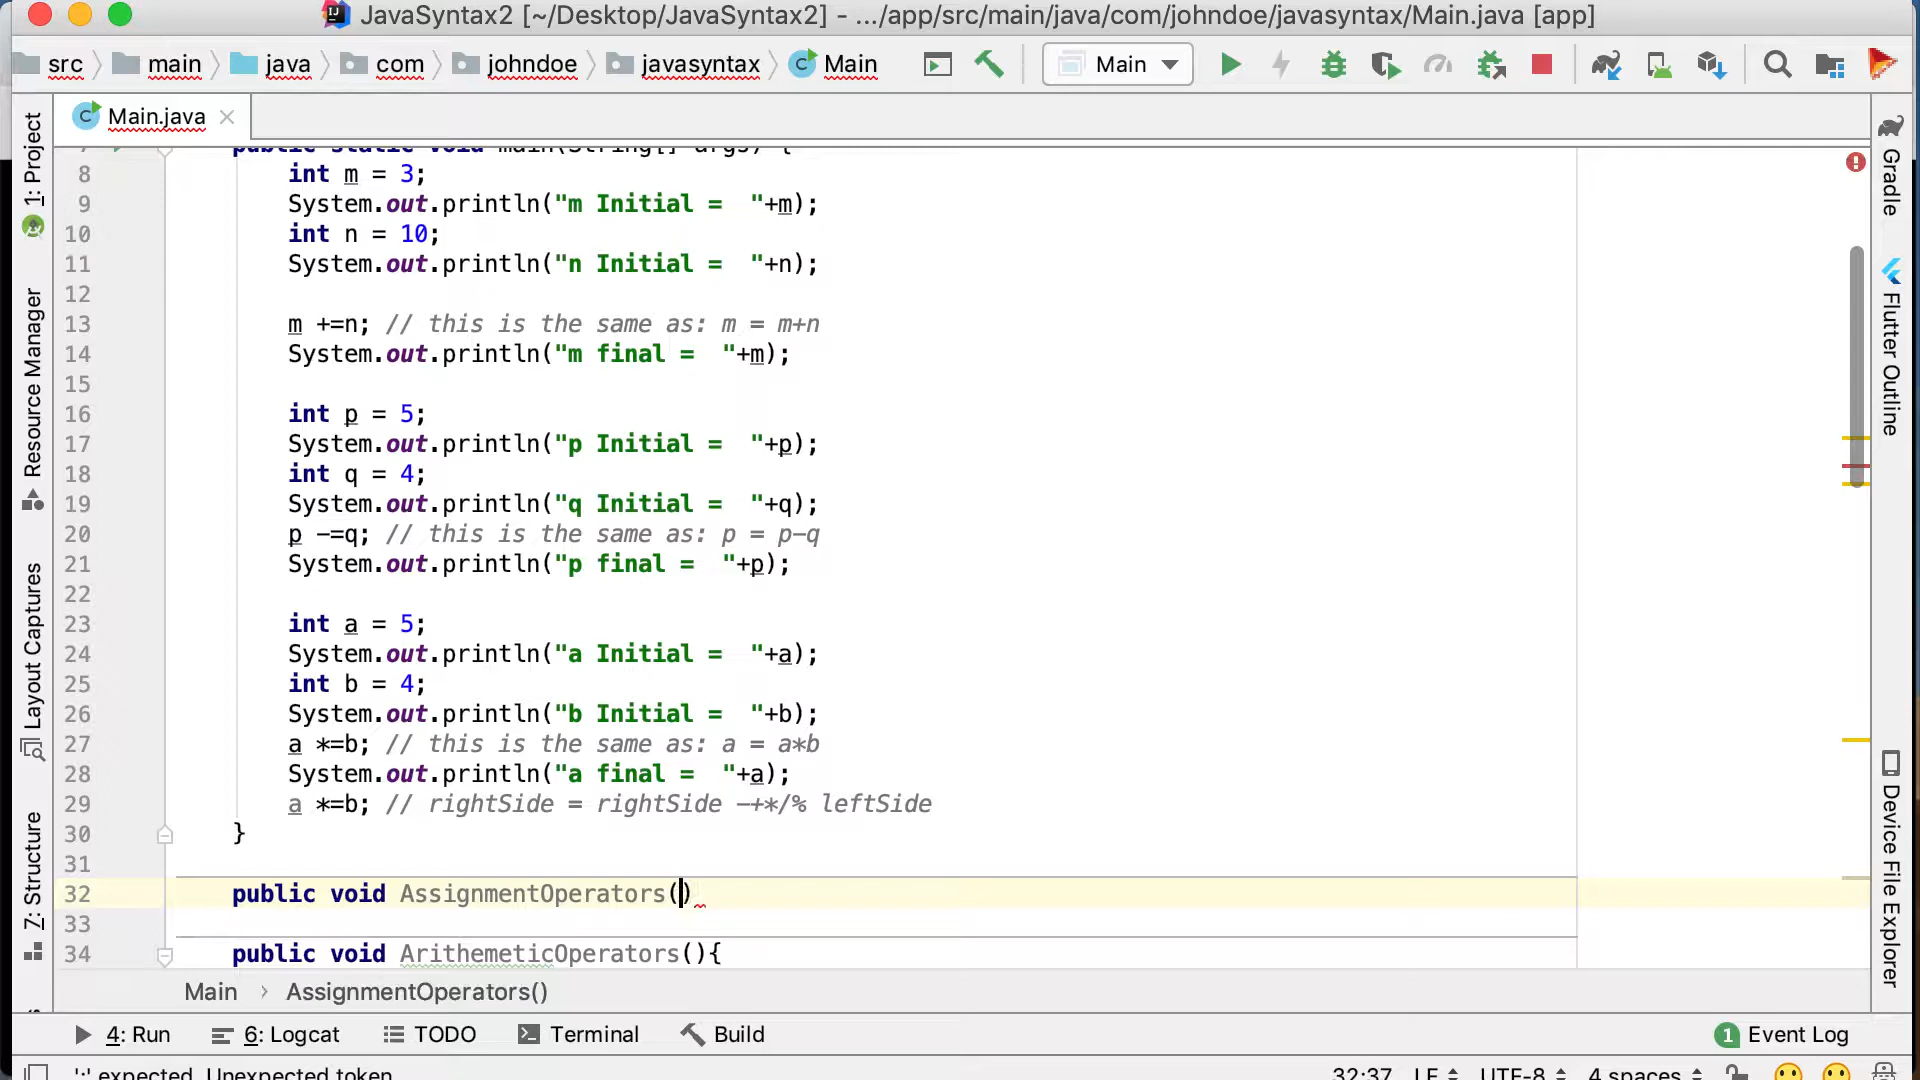 JavaSyntax2 [~/Desktop/JavaSyntax2] - .../app/src/main/java/com/johndoe/javasyntax/Main.java [app]
src main java com johndoe javasyntax Main Main
Main.java
7 public static void main(String[] args) {
8 int m = 3;
9 System.out.println("m Initial =  "+m);
10 int n = 10;
11 System.out.println("n Initial =  "+n);
12
13 m +=n; // this is the same as: m = m+n
14 System.out.println("m final =  "+m);
15
16 int p = 5;
17 System.out.println("p Initial =  "+p);
18 int q = 4;
19 System.out.println("q Initial =  "+q);
20 p -=q; // this is the same as: p = p-q
21 System.out.println("p final =  "+p);
22
23 int a = 5;
24 System.out.println("a Initial =  "+a);
25 int b = 4;
26 System.out.println("b Initial =  "+b);
27 a *=b; // this is the same as: a = a*b
28 System.out.println("a final =  "+a);
29 a *=b; // rightSide = rightSide -+*/% leftSide
30 }
31
32 public void AssignmentOperators()
33
34 public void ArithemeticOperators(){
Main > AssignmentOperators()
4: Run 6: Logcat TODO Terminal Build 1 Event Log
';' expected. Unexpected token 32:37 LF UTF-8 4 spaces
1: Project
Resource Manager
Layout Captures
Z: Structure
Gradle
Flutter Outline
Device File Explorer